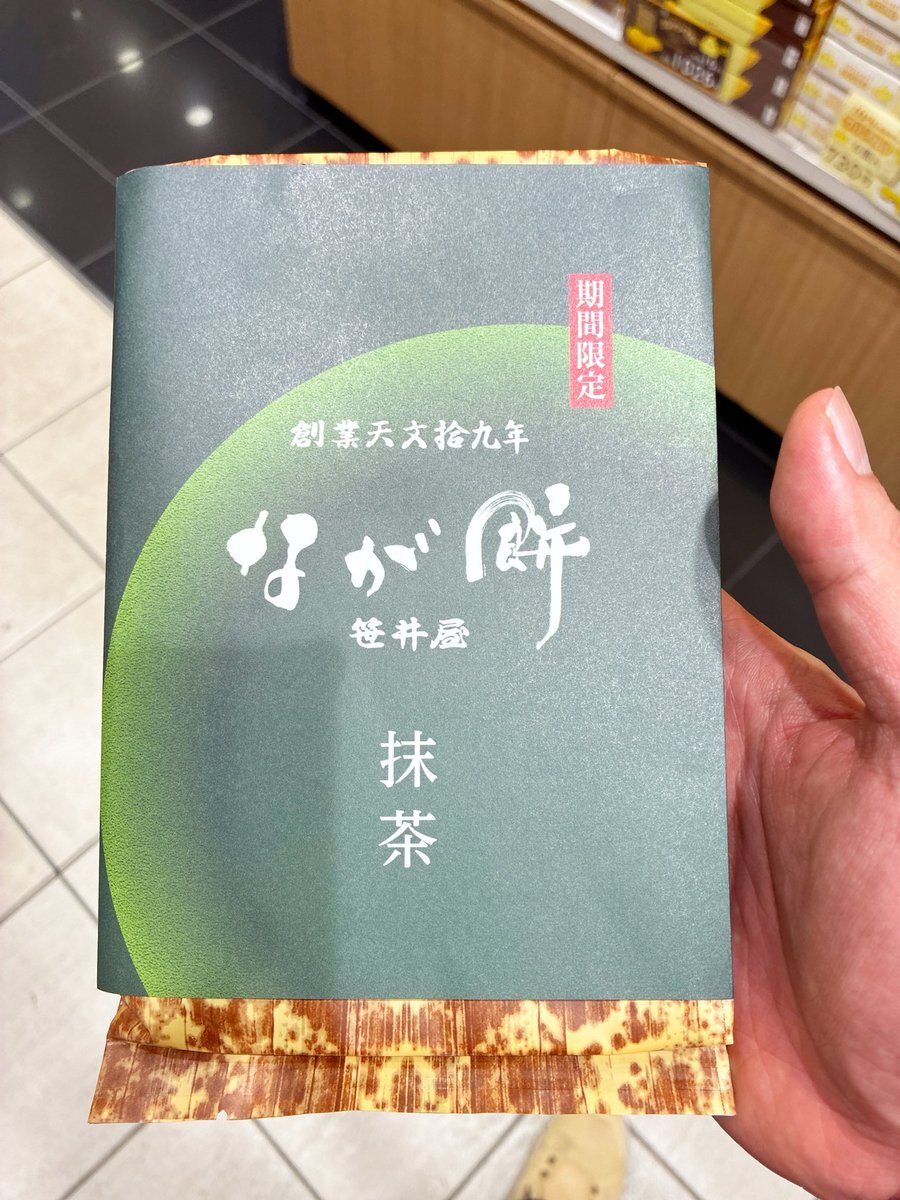 期間限定
創業天文拾九年
なが餅
笹井屋
抹茶